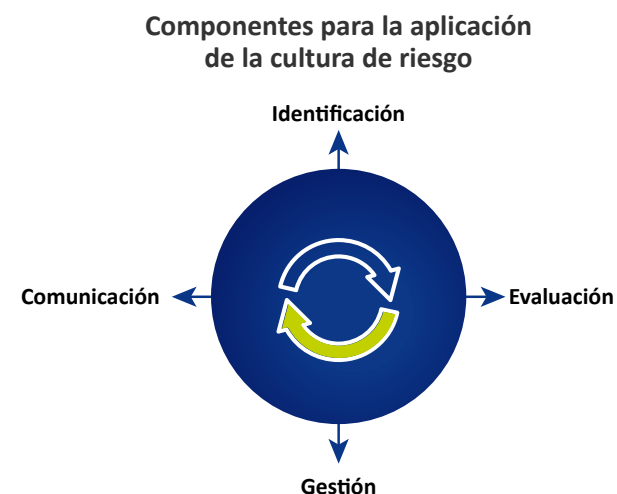 Componentes para la aplicación
de la cultura de riesgo
Identificación
Comunicación
Evaluación
Gestión